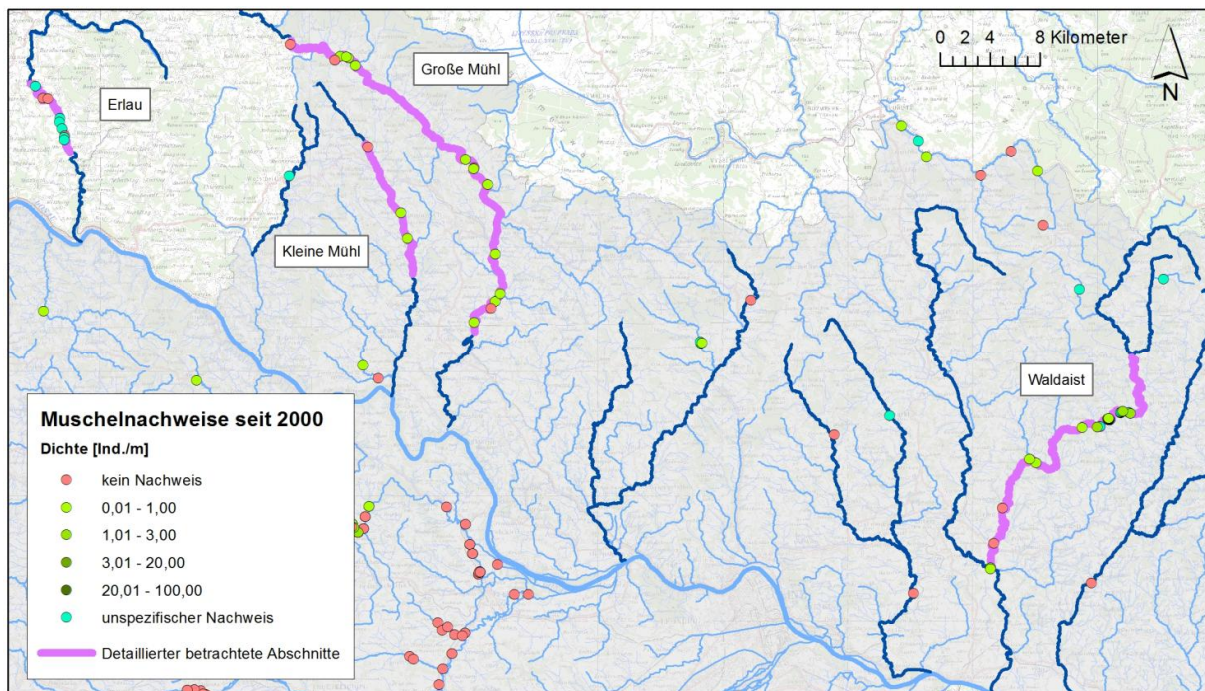 0 2 4 8 Kilometer
N
Große Mühl
Erlau
Kleine Mühl
Waldaist
Muschelnachweise seit 2000
Dichte [Ind./m]
kein Nachweis
0,01 - 1,00
1,01 - 3,00
3,01 - 20,00
20,01 - 100,00
unspezifischer Nachweis
Detaillierter betrachtete Abschnitte